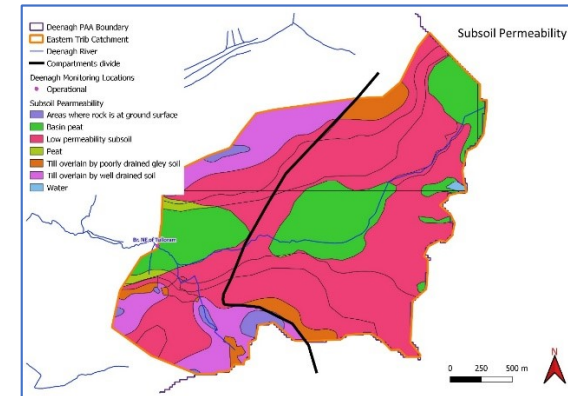 Subsoil Permeability
Deenagh PAA Boundary
Eastern Trib Catchment
Deenagh River
Compartments divide
Deenagh Monitoring Locations
Operational
Subsoil Pearmeability
Areas where rock is at ground surface
Basin peat
Low permeability subsoil
Peat
Till overlain by poorly drained gley soil
Till overlain by well drained soil
Water
N
0 250 500 m